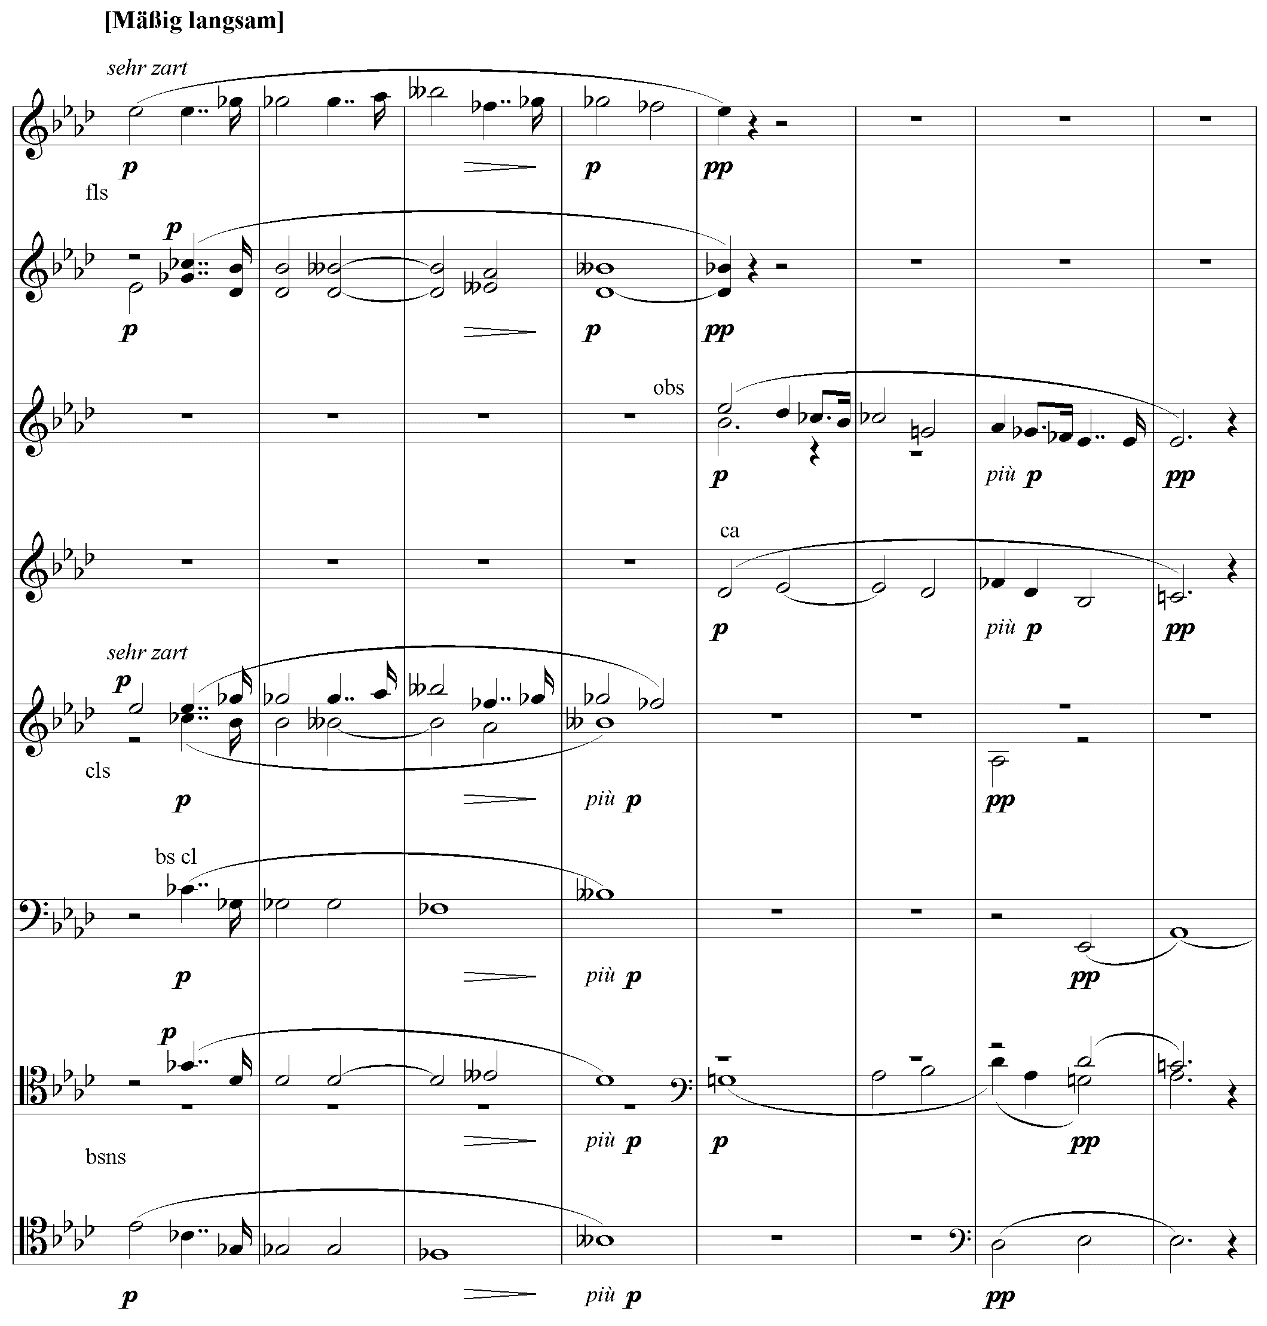 [Mäßig langsam]
sehr zart
p p pp
fls
p
p p pp
obs
p più p pp
ca
p più p pp
sehr zart
p
cls
p più p pp
bs cl
p più p pp
p
più p p pp
bsns
p più p pp